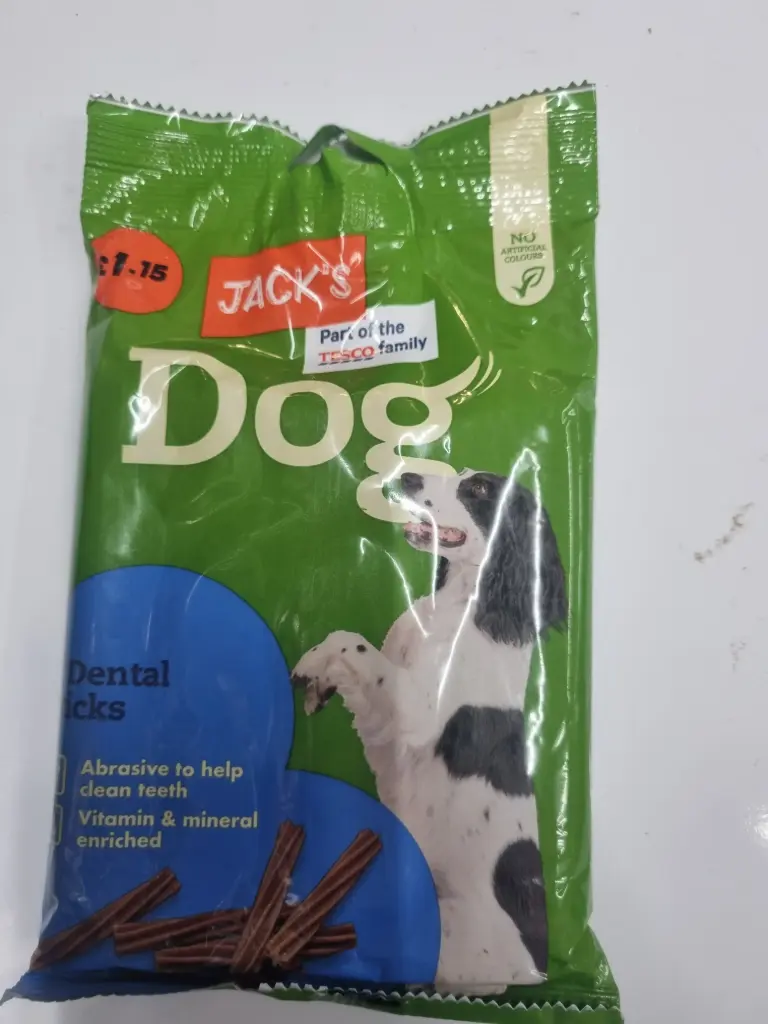 £1.15
JACK'S
Part of the
TESCO family
NO
ARTIFICIAL
COLOURS
Dog
Dental
icks
Abrasive to help
clean teeth
Vitamin & mineral
enriched